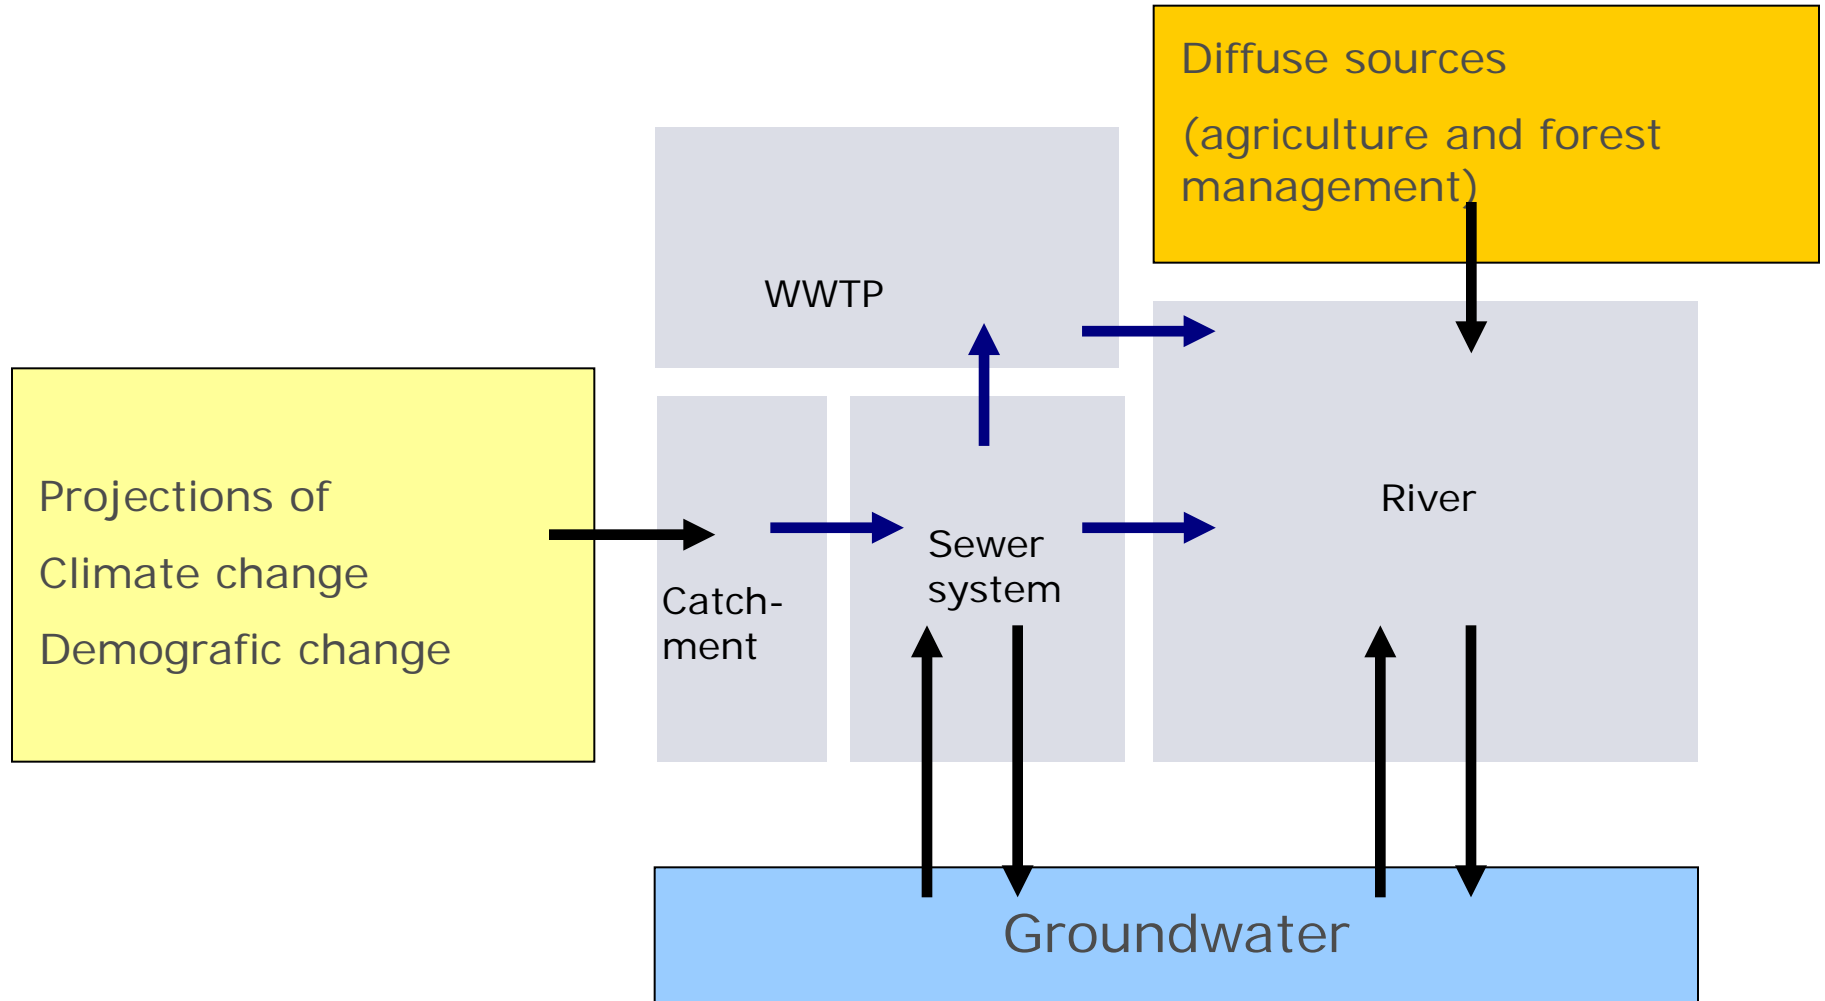 Diffuse sources
(agriculture and forest
management)
WWTP
Projections of
Climate change
Demografic change
Catch-
ment
Sewer
system
River
Groundwater